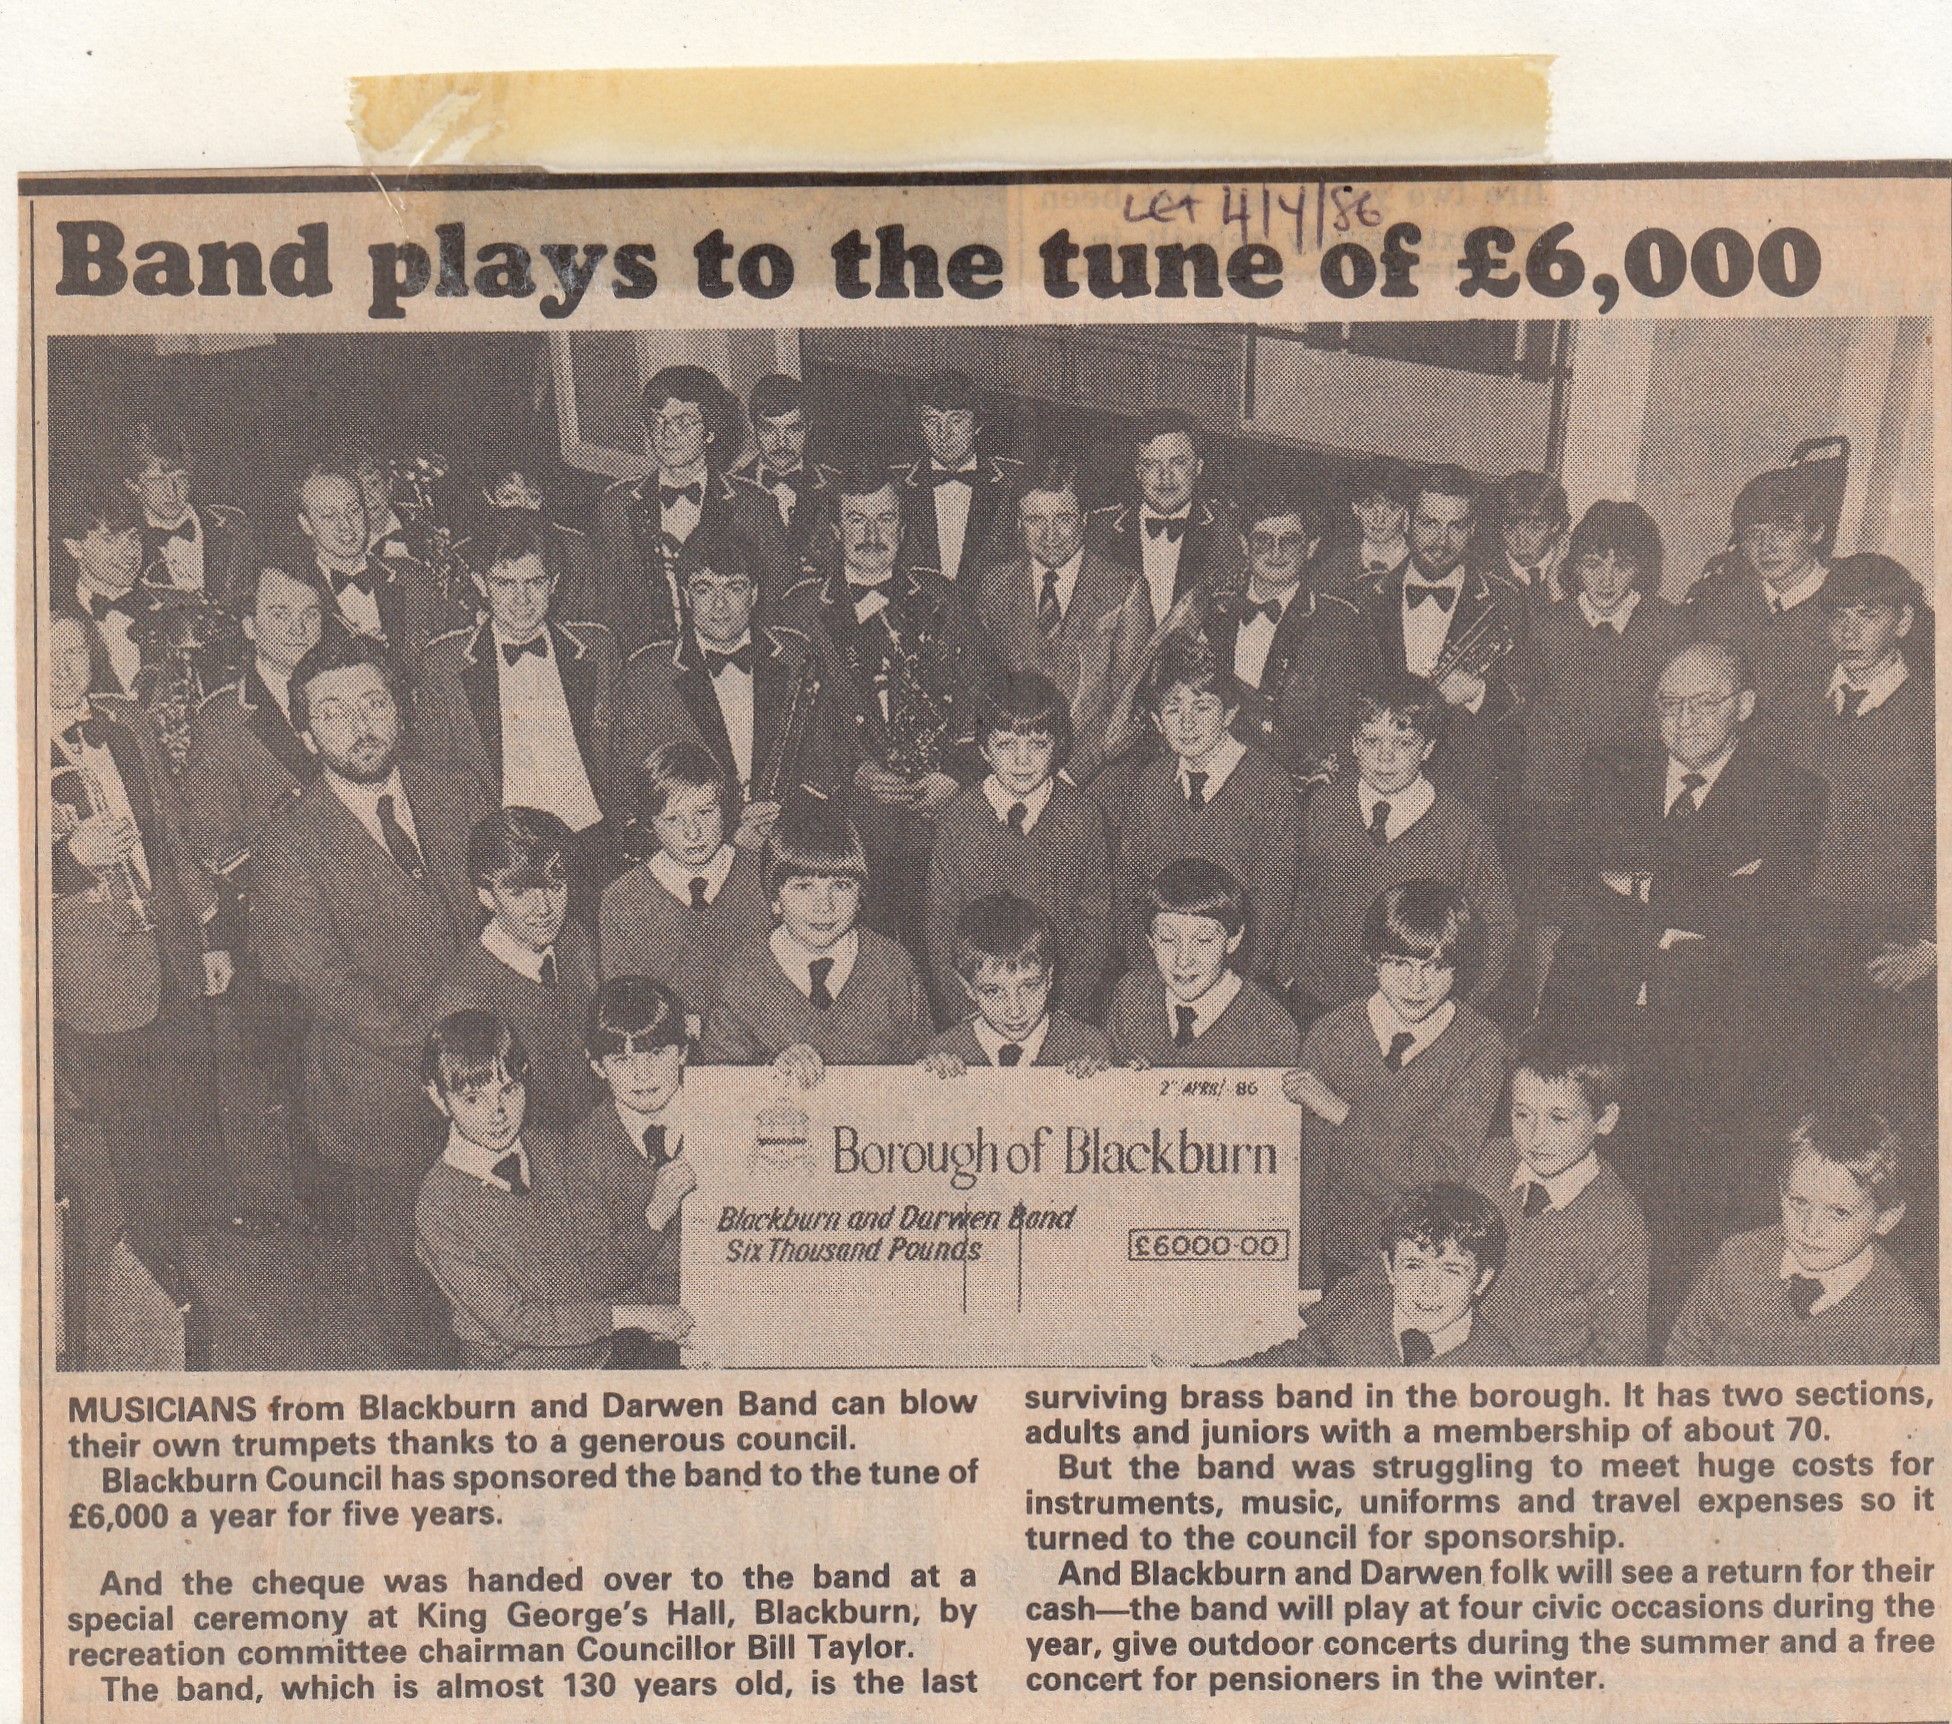 LET 4/4/86
Band plays to the tune of £6,000
2nd APRIL 86
Borough of Blackburn
Blackburn and Darwen Band
Six Thousand Pounds
£6000-00
MUSICIANS from Blackburn and Darwen Band can blow
their own trumpets thanks to a generous council.
Blackburn Council has sponsored the band to the tune of
£6,000 a year for five years.
And the cheque was handed over to the band at a
special ceremony at King George's Hall, Blackburn, by
recreation committee chairman Councillor Bill Taylor.
The band, which is almost 130 years old, is the last
surviving brass band in the borough. It has two sections,
adults and juniors with a membership of about 70.
But the band was struggling to meet huge costs for
instruments, music, uniforms and travel expenses so it
turned to the council for sponsorship.
And Blackburn and Darwen folk will see a return for their
cash—the band will play at four civic occasions during the
year, give outdoor concerts during the summer and a free
concert for pensioners in the winter.